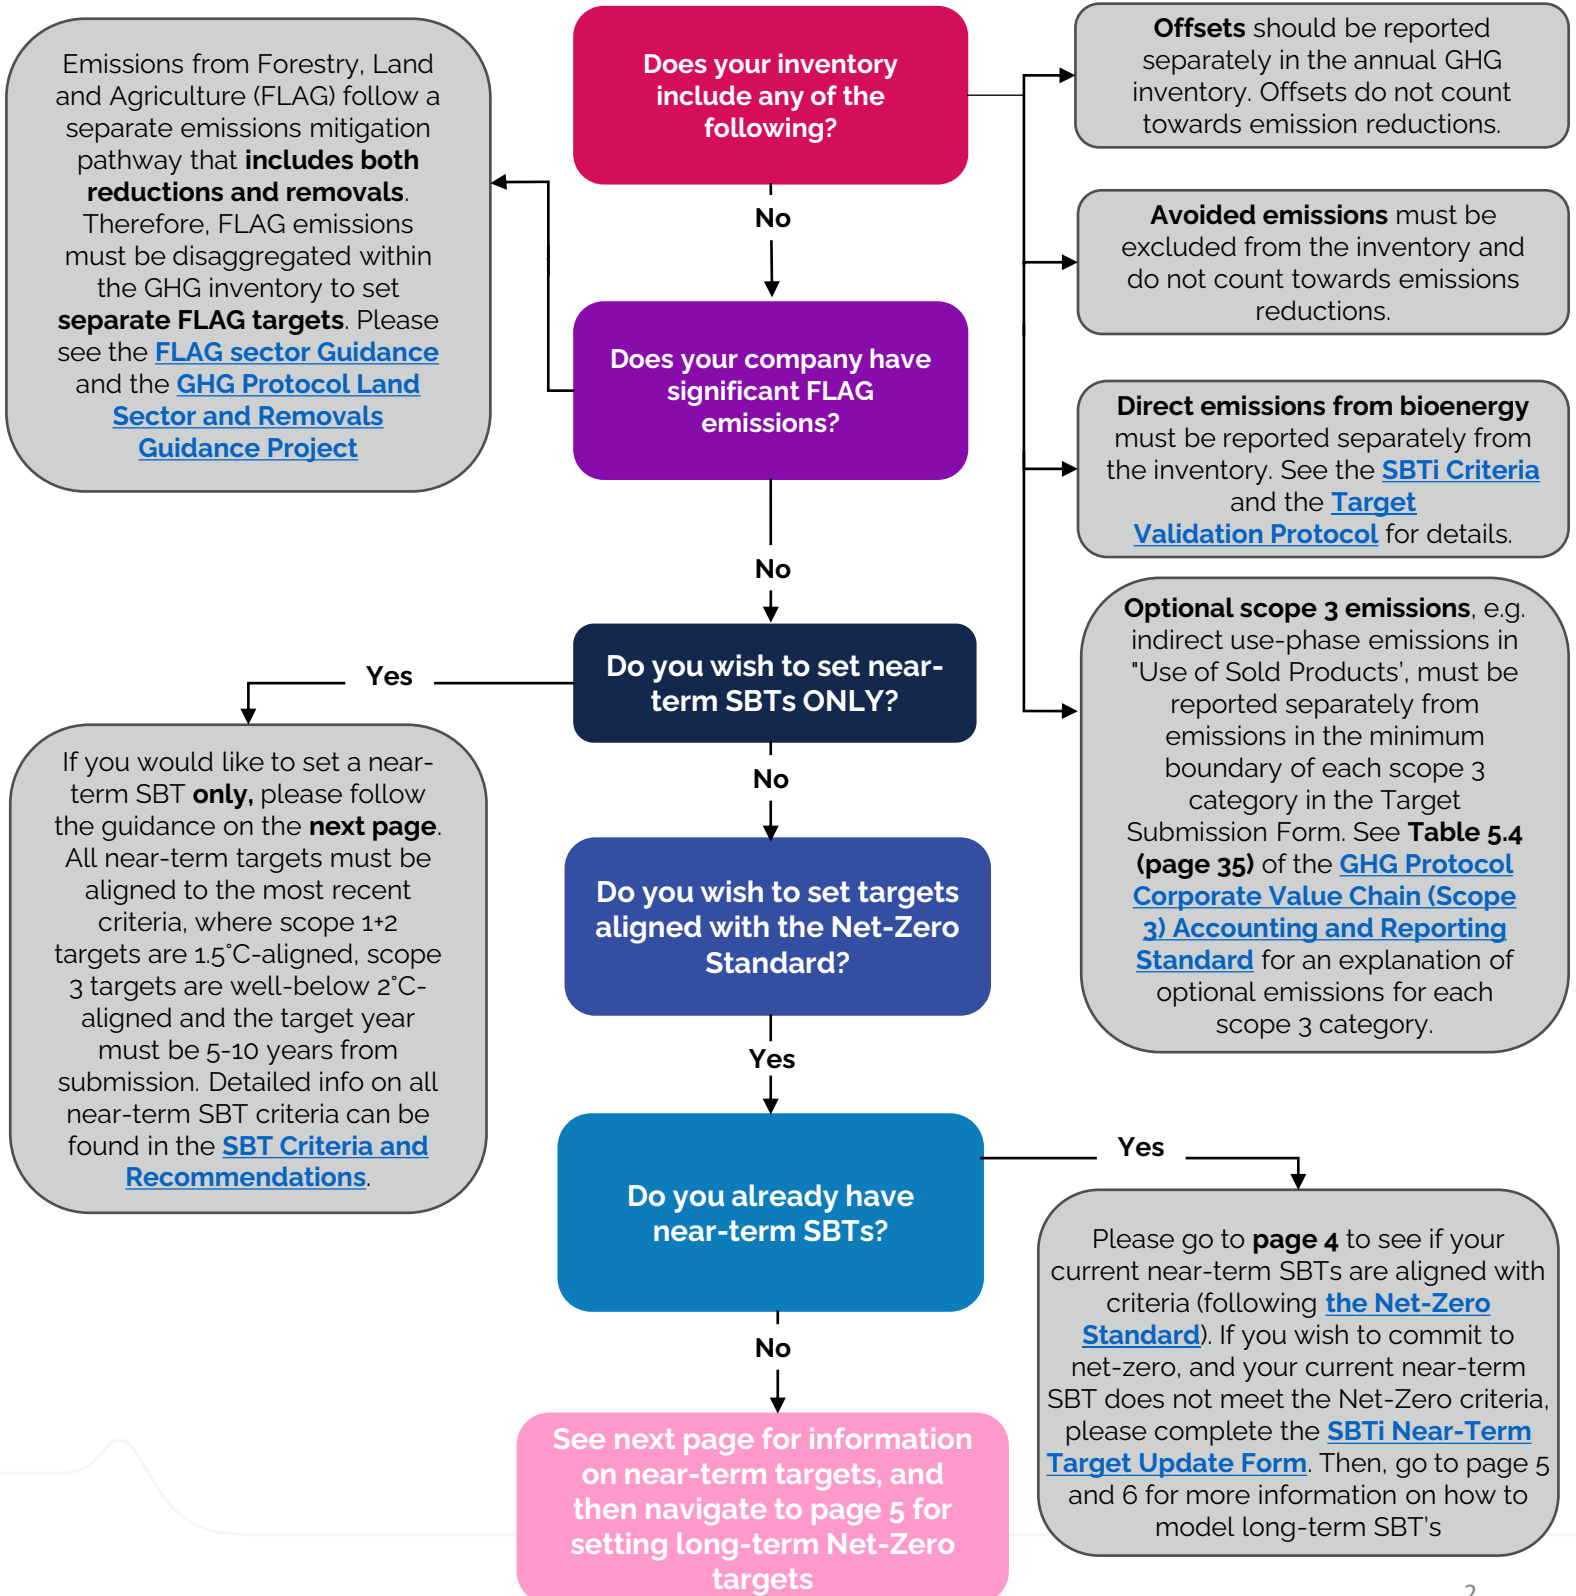 Does your inventory
include any of the
following?
Offsets should be reported
separately in the annual GHG
inventory. Offsets do not count
towards emission reductions.
Avoided emissions must be
excluded from the inventory and
do not count towards emissions
reductions.
Direct emissions from bioenergy
must be reported separately from
the inventory. See the SBTi Criteria
and the Target
Validation Protocol for details.
Optional scope 3 emissions, e.g.
indirect use-phase emissions in
"Use of Sold Products', must be
reported separately from
emissions in the minimum
boundary of each scope 3
category in the Target
Submission Form. See Table 5.4
(page 35) of the GHG Protocol
Corporate Value Chain (Scope
3) Accounting and Reporting
Standard for an explanation of
optional emissions for each
scope 3 category.
No
Does your company have
significant FLAG
emissions?
Emissions from Forestry, Land
and Agriculture (FLAG) follow a
separate emissions mitigation
pathway that includes both
reductions and removals.
Therefore, FLAG emissions
must be disaggregated within
the GHG inventory to set
separate FLAG targets. Please
see the FLAG sector Guidance
and the GHG Protocol Land
Sector and Removals
Guidance Project
No
Do you wish to set near-
term SBTs ONLY?
Yes
If you would like to set a near-
term SBT only, please follow
the guidance on the next page.
All near-term targets must be
aligned to the most recent
criteria, where scope 1+2
targets are 1.5°C-aligned, scope
3 targets are well-below 2°C-
aligned and the target year
must be 5-10 years from
submission. Detailed info on all
near-term SBT criteria can be
found in the SBT Criteria and
Recommendations.
No
Do you wish to set targets
aligned with the Net-Zero
Standard?
Yes
Do you already have
near-term SBTs?
Yes
Please go to page 4 to see if your
current near-term SBTs are aligned with
criteria (following the Net-Zero
Standard). If you wish to commit to
net-zero, and your current near-term
SBT does not meet the Net-Zero criteria,
please complete the SBTi Near-Term
Target Update Form. Then, go to page 5
and 6 for more information on how to
model long-term SBT's
No
See next page for information
on near-term targets, and
then navigate to page 5 for
setting long-term Net-Zero
targets
2